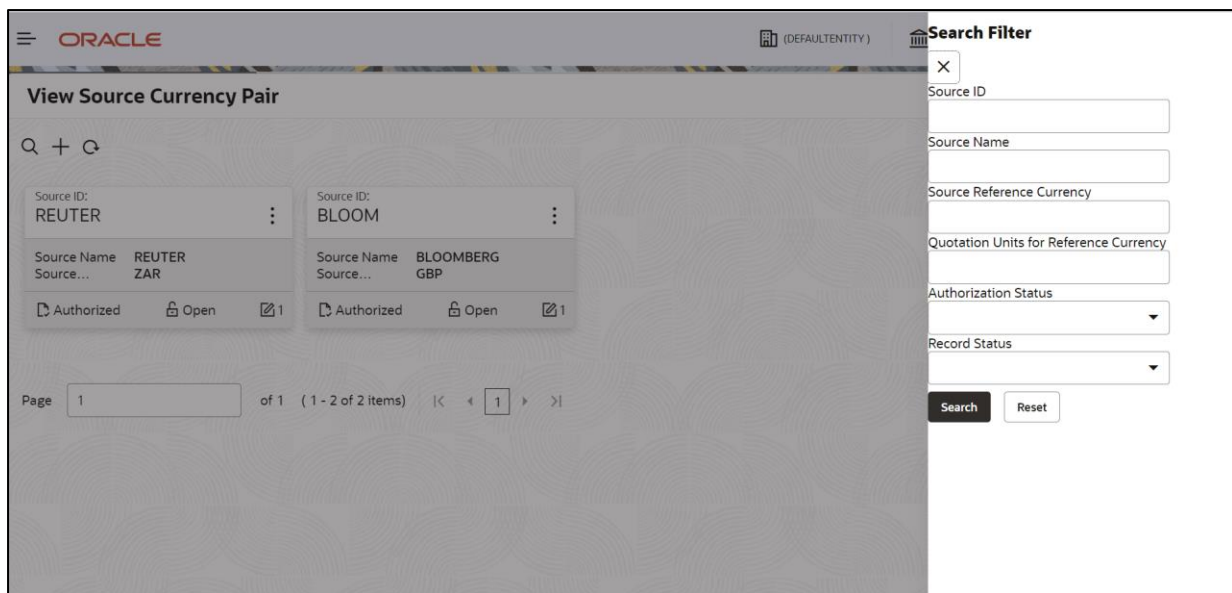 ORACLE
(DEFAULTENTITY)
View Source Currency Pair
Source ID:
REUTER
Source Name REUTER
Source... ZAR
Authorized Open 1
Source ID:
BLOOM
Source Name BLOOMBERG
Source... GBP
Authorized Open 1
Page 1 of 1 (1 - 2 of 2 items) 1
Search Filter
Source ID
Source Name
Source Reference Currency
Quotation Units for Reference Currency
Authorization Status
Record Status
Search Reset